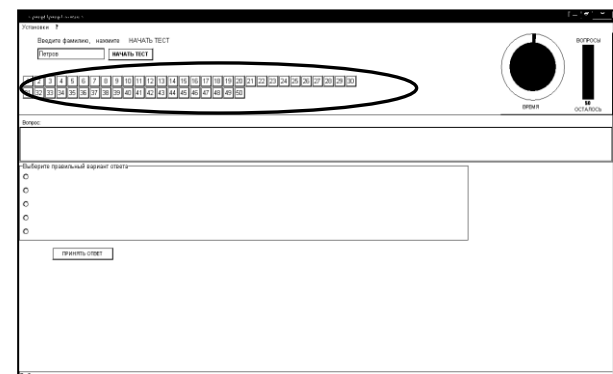 Установки ?
Введите фамилию, нажмите НАЧАТЬ ТЕСТ
Петров НАЧАТЬ ТЕСТ
2 3 4 5 6 7 8 9 10 11 12 13 14 15 16 17 18 19 20 21 22 23 24 25 26 27 28 29 30
32 33 34 35 36 37 38 39 40 41 42 43 44 45 46 47 48 49 50
ВРЕМЯ
ВОПРОСЫ
50
ОСТАЛОСЬ
Вопрос:
Выберите правильный вариант ответа
ПРИНЯТЬ ОТВЕТ